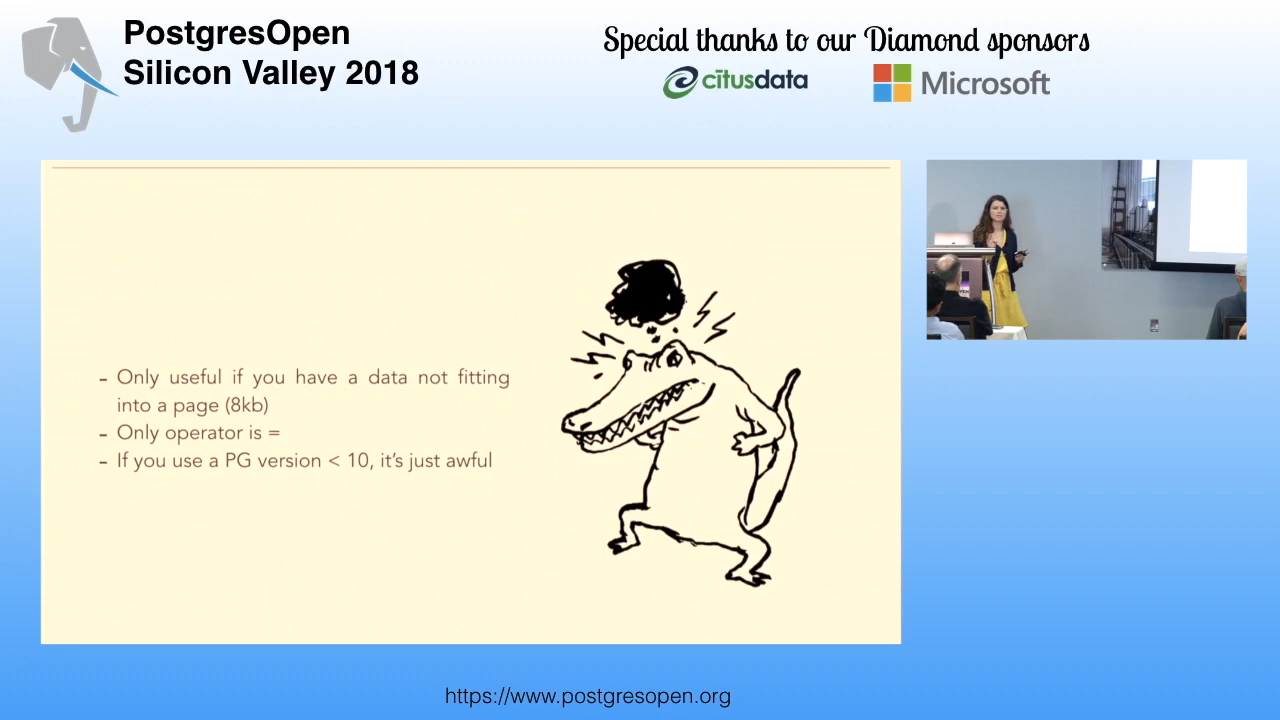 PostgresOpen
Silicon Valley 2018
Special thanks to our Diamond sponsors
citusdata
Microsoft
- Only useful if you have a data not fitting
into a page (8kb)
- Only operator is =
- If you use a PG version < 10, it's just awful
https://www.postgresopen.org